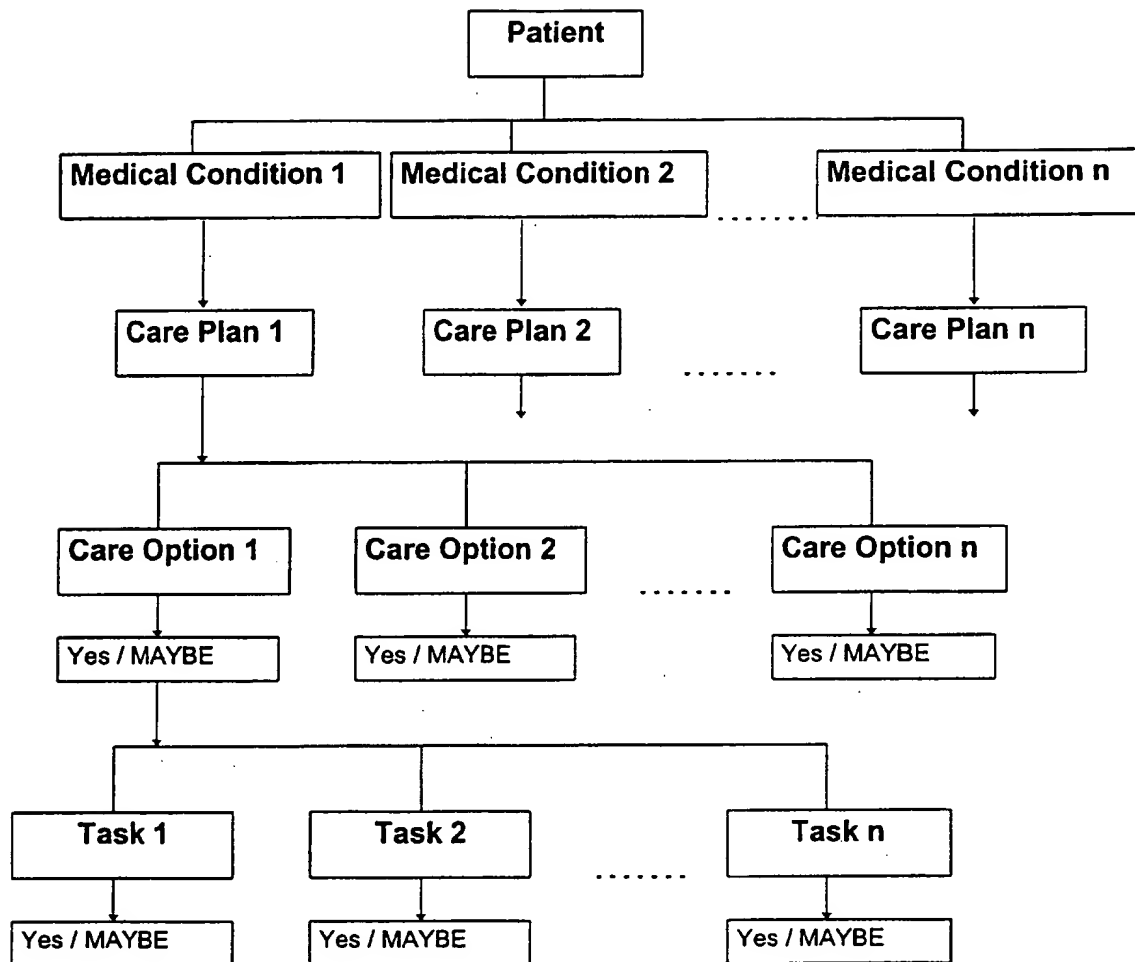 Patient
Medical Condition 1
Medical Condition 2
Medical Condition n
Care Plan 1
Care Plan 2
Care Plan n
Care Option 1
Care Option 2
Care Option n
Yes / MAYBE
Yes / MAYBE
Yes / MAYBE
Task 1
Task 2
Task n
Yes / MAYBE
Yes / MAYBE
Yes / MAYBE